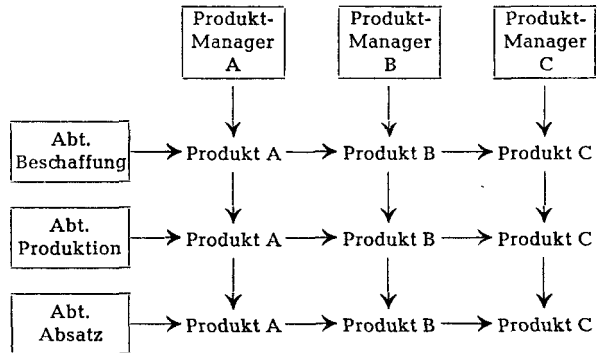 Produkt-
Manager
A
Produkt-
Manager
B
Produkt-
Manager
C
Abt.
Beschaffung
Produkt A
Produkt B
Produkt C
Abt.
Produktion
Produkt A
Produkt B
Produkt C
Abt.
Absatz
Produkt A
Produkt B
Produkt C